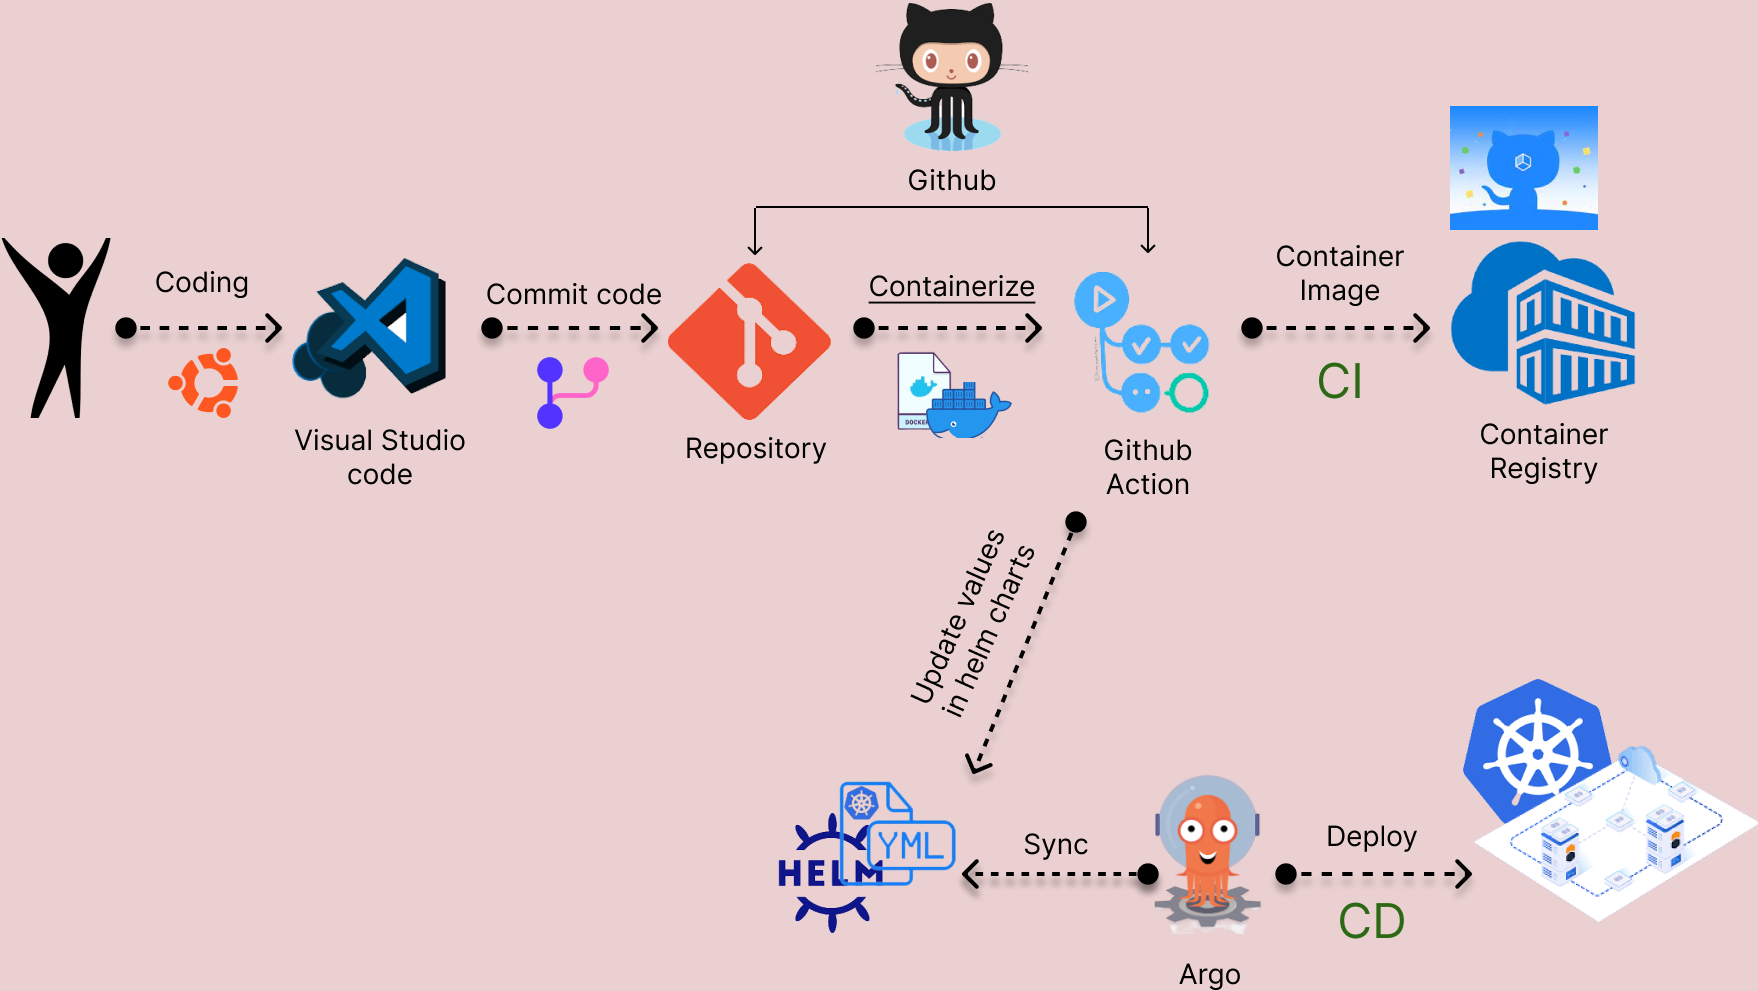 Github
Coding
Commit code
Containerize
Container
Image
CI
DOCKER
Visual Studio
code
Repository
Github
Action
Container
Registry
Update values
in helm charts
HELM
YML
Sync
Deploy
CD
Argo